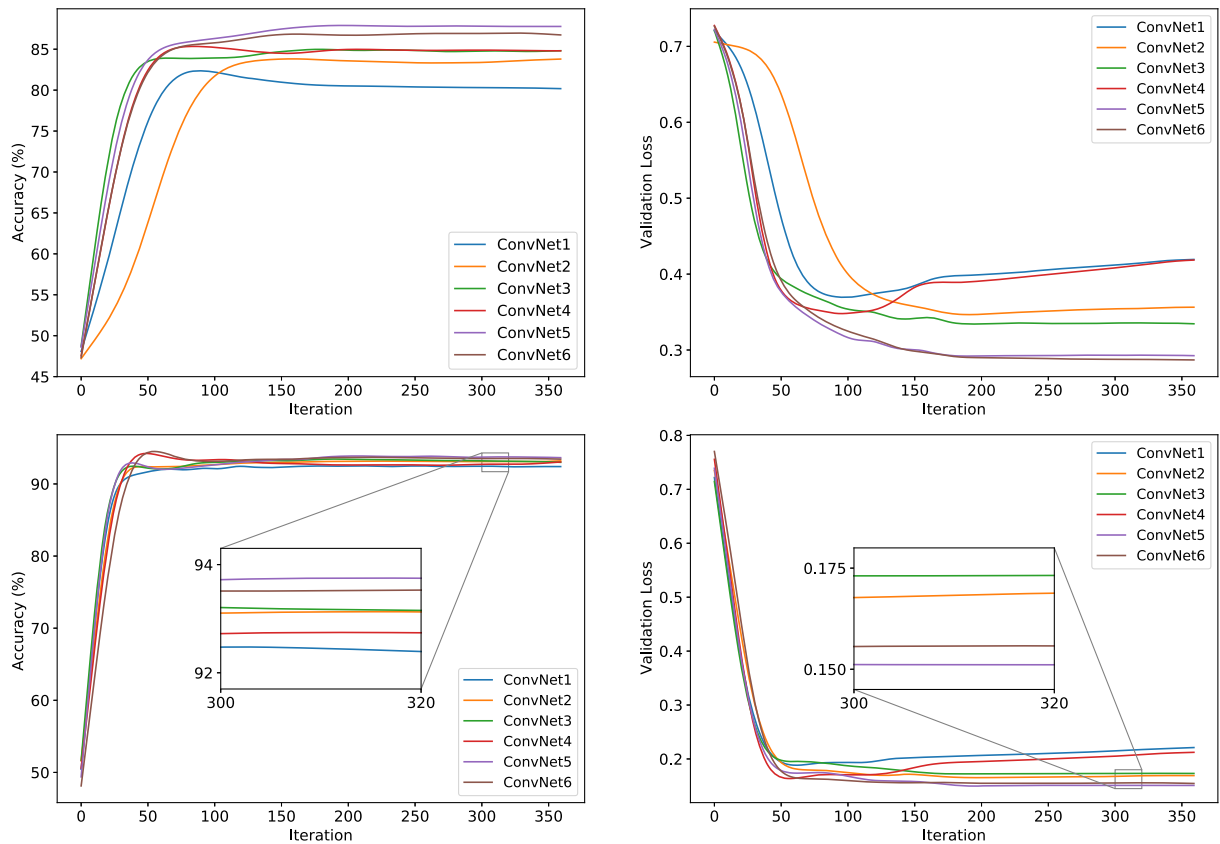 85
80
75
70
65
60
55
50
45
Accuracy (%)
0 50 100 150 200 250 300 350
Iteration
ConvNet1
ConvNet2
ConvNet3
ConvNet4
ConvNet5
ConvNet6
0.7
0.6
0.5
0.4
0.3
Validation Loss
0 50 100 150 200 250 300 350
Iteration
ConvNet1
ConvNet2
ConvNet3
ConvNet4
ConvNet5
ConvNet6
90
80
70
60
50
Accuracy (%)
94
92
300 320
0 50 100 150 200 250 300 350
Iteration
ConvNet1
ConvNet2
ConvNet3
ConvNet4
ConvNet5
ConvNet6
0.8
0.7
0.6
0.5
0.4
0.3
0.2
0.1
Validation Loss
0.175
0.150
300 320
0 50 100 150 200 250 300 350
Iteration
ConvNet1
ConvNet2
ConvNet3
ConvNet4
ConvNet5
ConvNet6